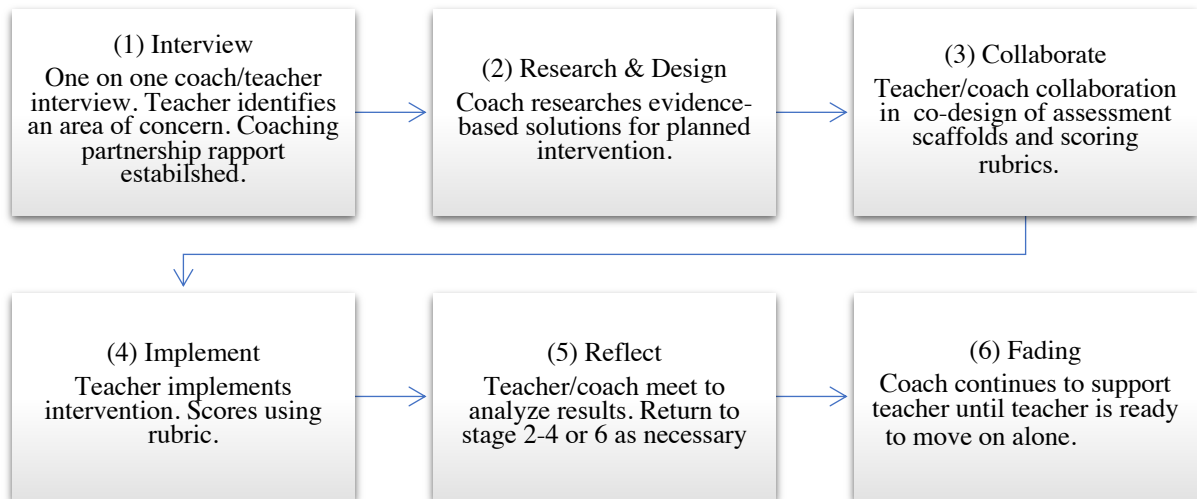 (1) Interview
One on one coach/teacher
interview. Teacher identifies
an area of concern. Coaching
partnership rapport
estabilshed.
(2) Research & Design
Coach researches evidence-
based solutions for planned
intervention.
(3) Collaborate
Teacher/coach collaboration
in co-design of assessment
scaffolds and scoring
rubrics.
(4) Implement
Teacher implements
intervention. Scores using
rubric.
(5) Reflect
Teacher/coach meet to
analyze results. Return to
stage 2-4 or 6 as necessary
(6) Fading
Coach continues to support
teacher until teacher is ready
to move on alone.